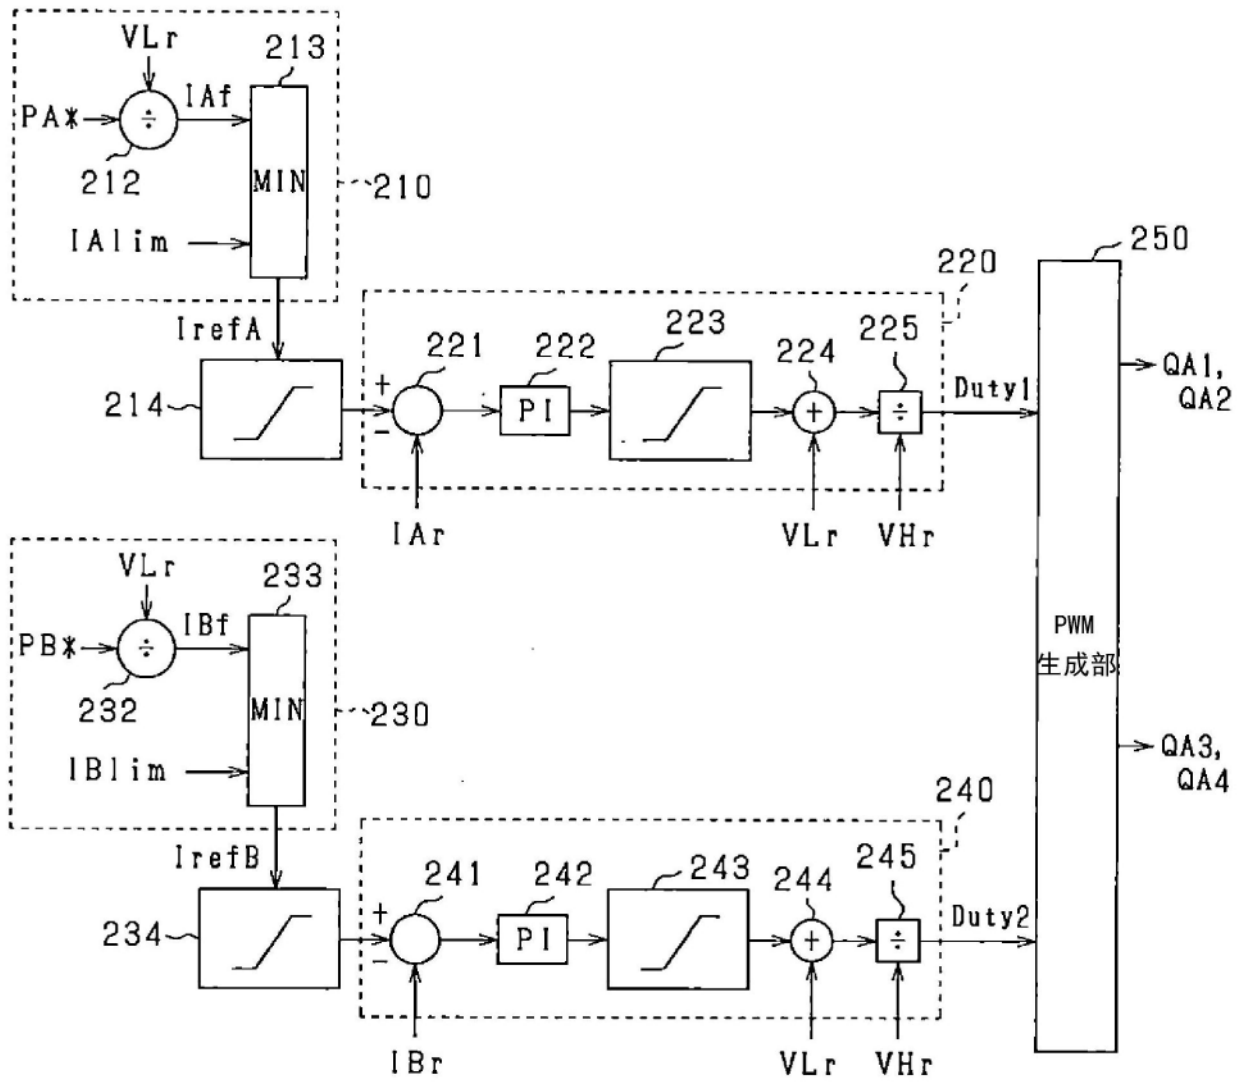 VLr
213
IAf
PA*
÷
212
MIN
210
IAlim
IrefA
214
220
221
222
223
224
225
+
−
PI
+
÷
Duty1
IAr
VLr
VHr
250
QA1,
QA2
VLr
233
IBf
PB*
÷
232
MIN
230
IBlim
IrefB
234
240
241
242
243
244
245
+
−
PI
+
÷
Duty2
IBr
VLr
VHr
PWM
生成部
QA3,
QA4